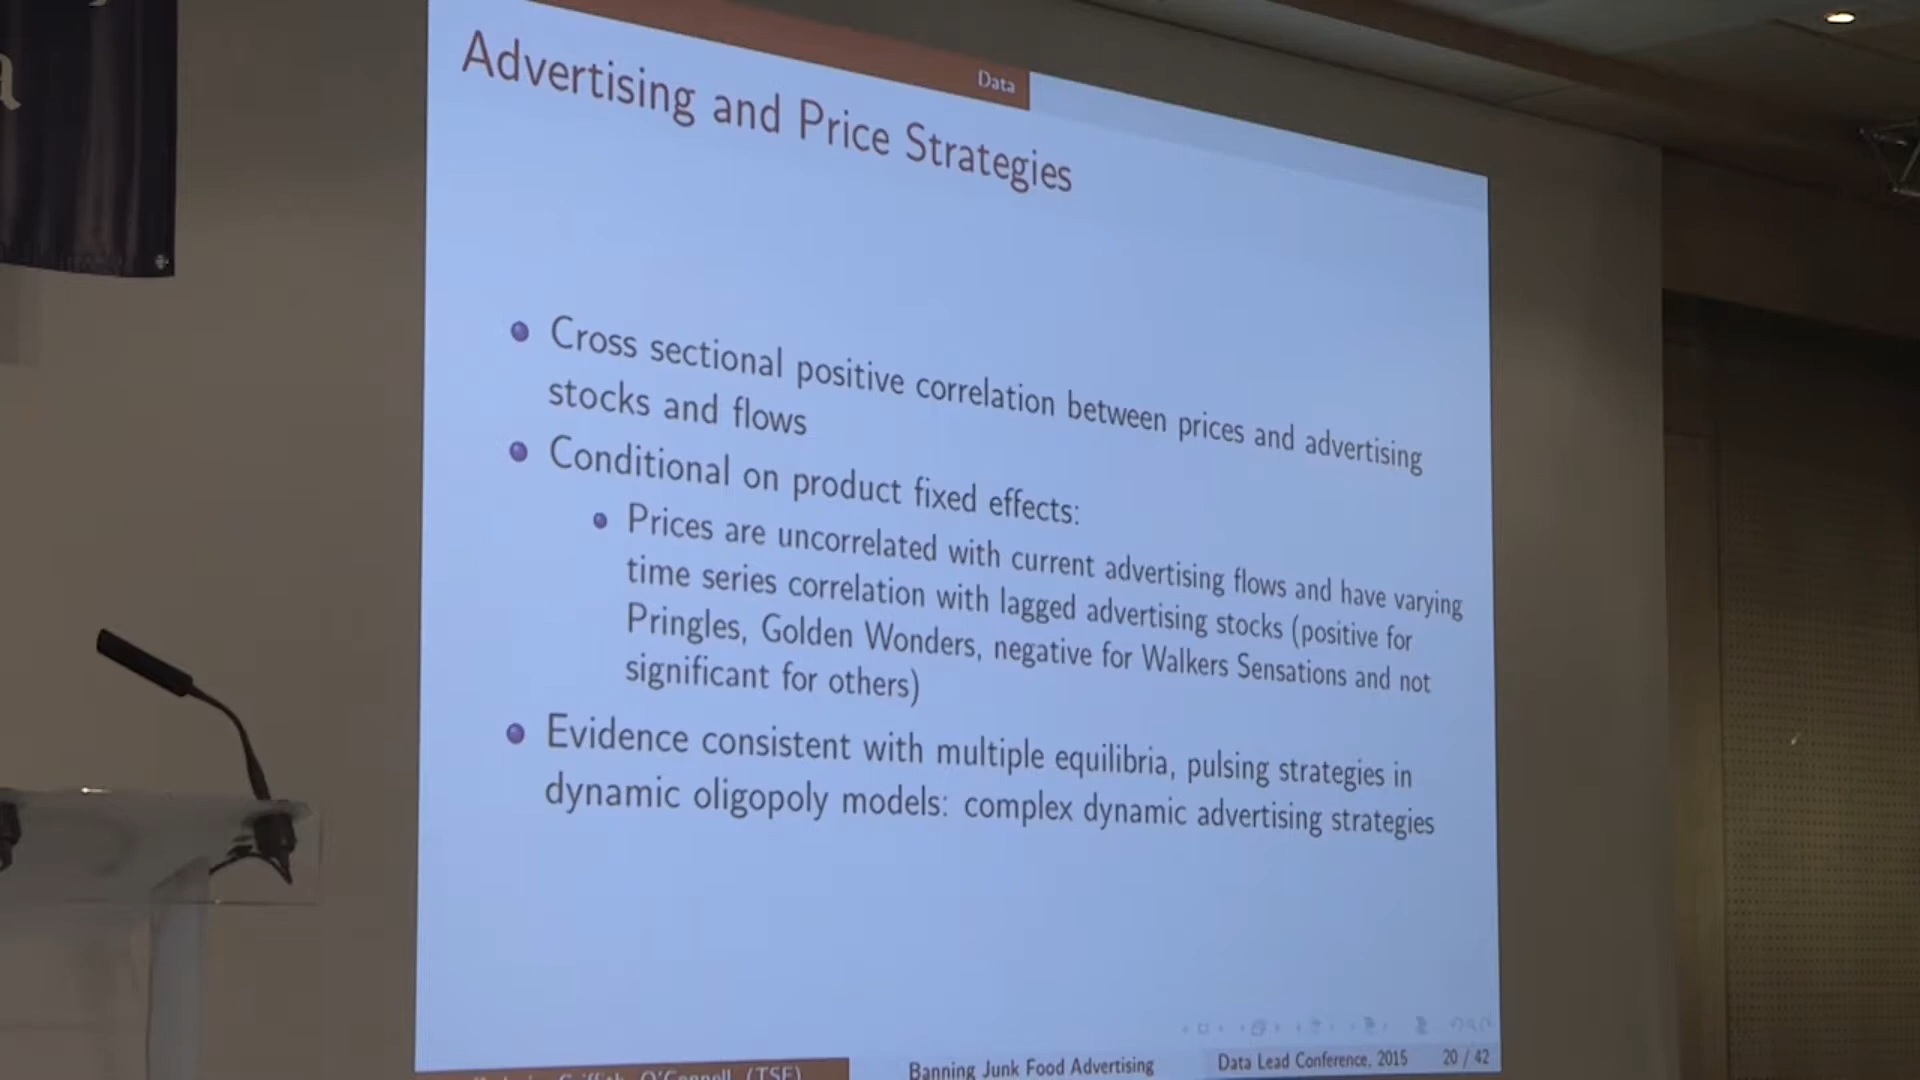 Data
Advertising and Price Strategies
Cross sectional positive correlation between prices and advertising
stocks and flows
Conditional on product fixed effects:
Prices are uncorrelated with current advertising flows and have varying
time series correlation with lagged advertising stocks (positive for
Pringles, Golden Wonders, negative for Walkers Sensations and not
significant for others)
Evidence consistent with multiple equilibria, pulsing strategies in
dynamic oligopoly models: complex dynamic advertising strategies
Griffith, O'Connell (TSE) Banning Junk Food Advertising Data Lead Conference, 2015 20 / 42